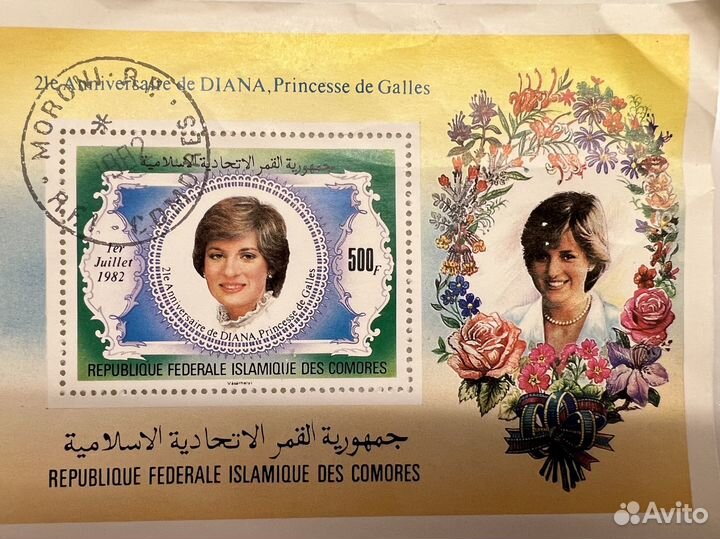 21e Anniversaire de DIANA, Princesse de Galles
MORONI R.P.
COMORES
جمهورية القمر الاتحادية الاسلامية
1er
Juillet
1982
500F
21e Anniversaire de DIANA, Princesse de Galles
REPUBLIQUE FEDERALE ISLAMIQUE DES COMORES
جمهورية القمر الاتحادية الاسلامية
REPUBLIQUE FEDERALE ISLAMIQUE DES COMORES
Avito